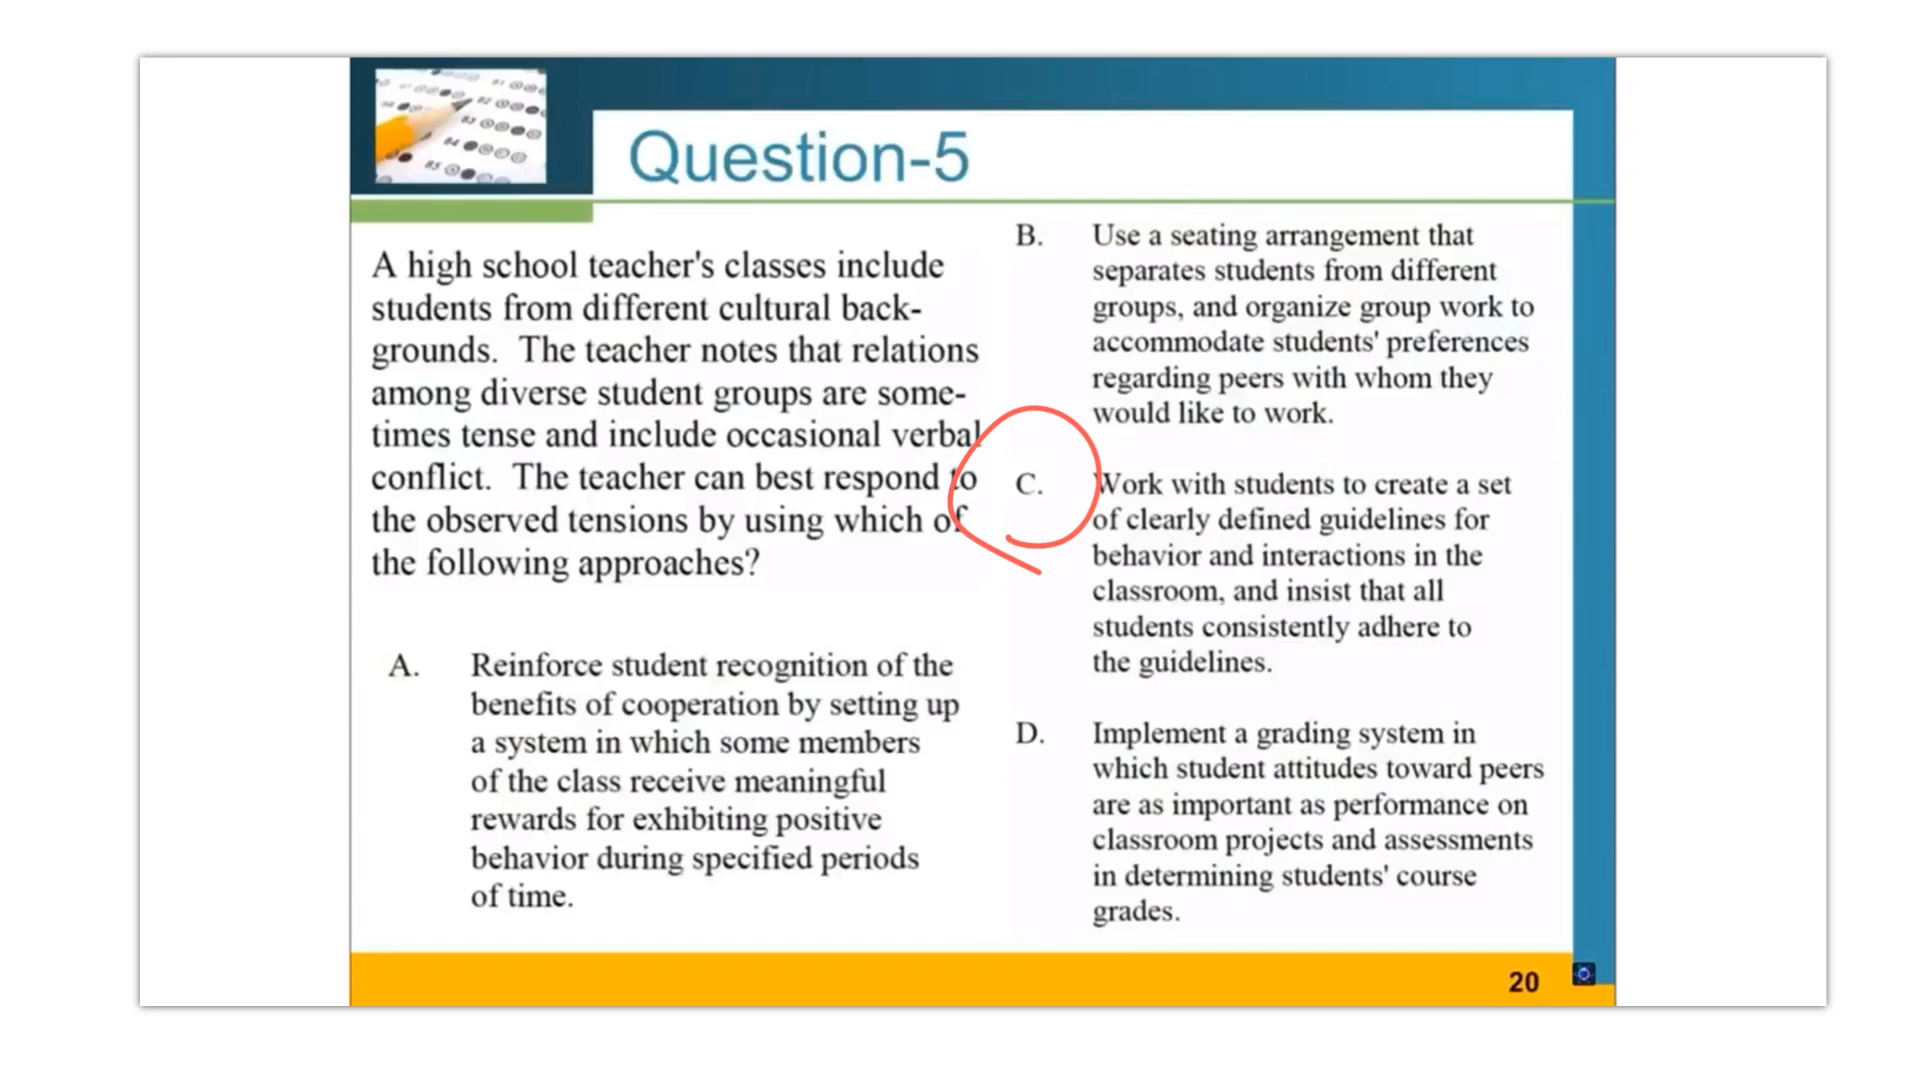 Question-5
A high school teacher's classes include
students from different cultural back-
grounds. The teacher notes that relations
among diverse student groups are some-
times tense and include occasional verbal
conflict. The teacher can best respond to
the observed tensions by using which of
the following approaches?
A. Reinforce student recognition of the
benefits of cooperation by setting up
a system in which some members
of the class receive meaningful
rewards for exhibiting positive
behavior during specified periods
of time.
B. Use a seating arrangement that
separates students from different
groups, and organize group work to
accommodate students' preferences
regarding peers with whom they
would like to work.
C. Work with students to create a set
of clearly defined guidelines for
behavior and interactions in the
classroom, and insist that all
students consistently adhere to
the guidelines.
D. Implement a grading system in
which student attitudes toward peers
are as important as performance on
classroom projects and assessments
in determining students' course
grades.
20